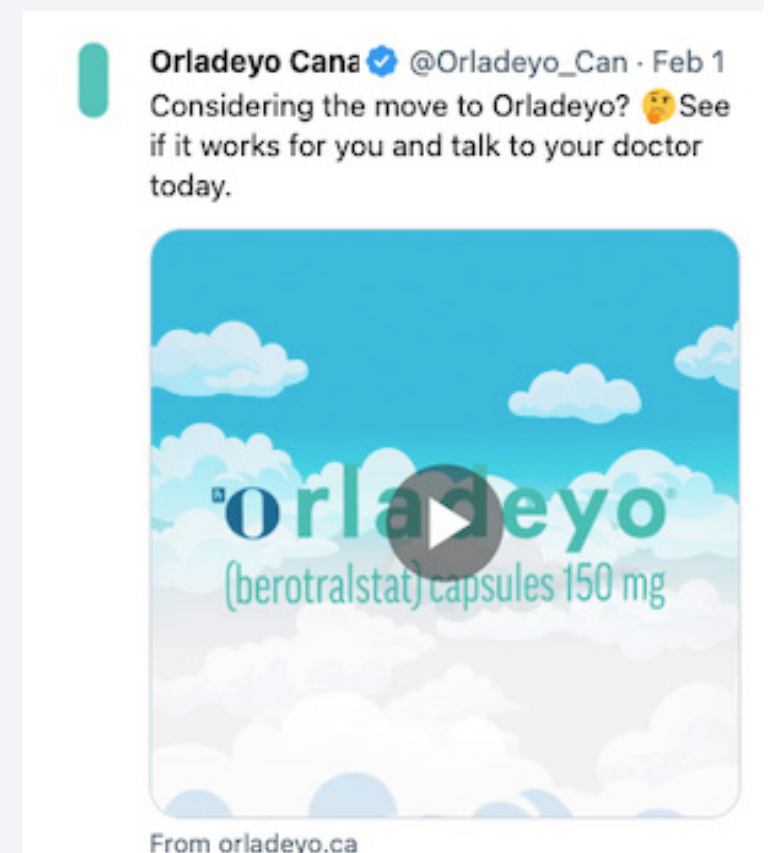 Orladeyo Cana @Orladeyo_Can · Feb 1
Considering the move to Orladeyo? 🤔 See
if it works for you and talk to your doctor
today.
orladeyo
(berotralstat) capsules 150 mg
From orladeyo.ca